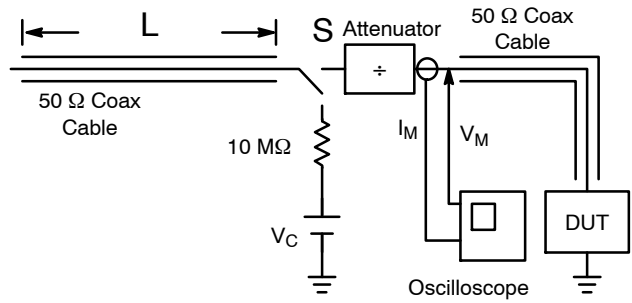 L
S
Attenuator
÷
50 Ω Coax
Cable
50 Ω Coax
Cable
10 MΩ
I_M
V_M
V_C
DUT
Oscilloscope